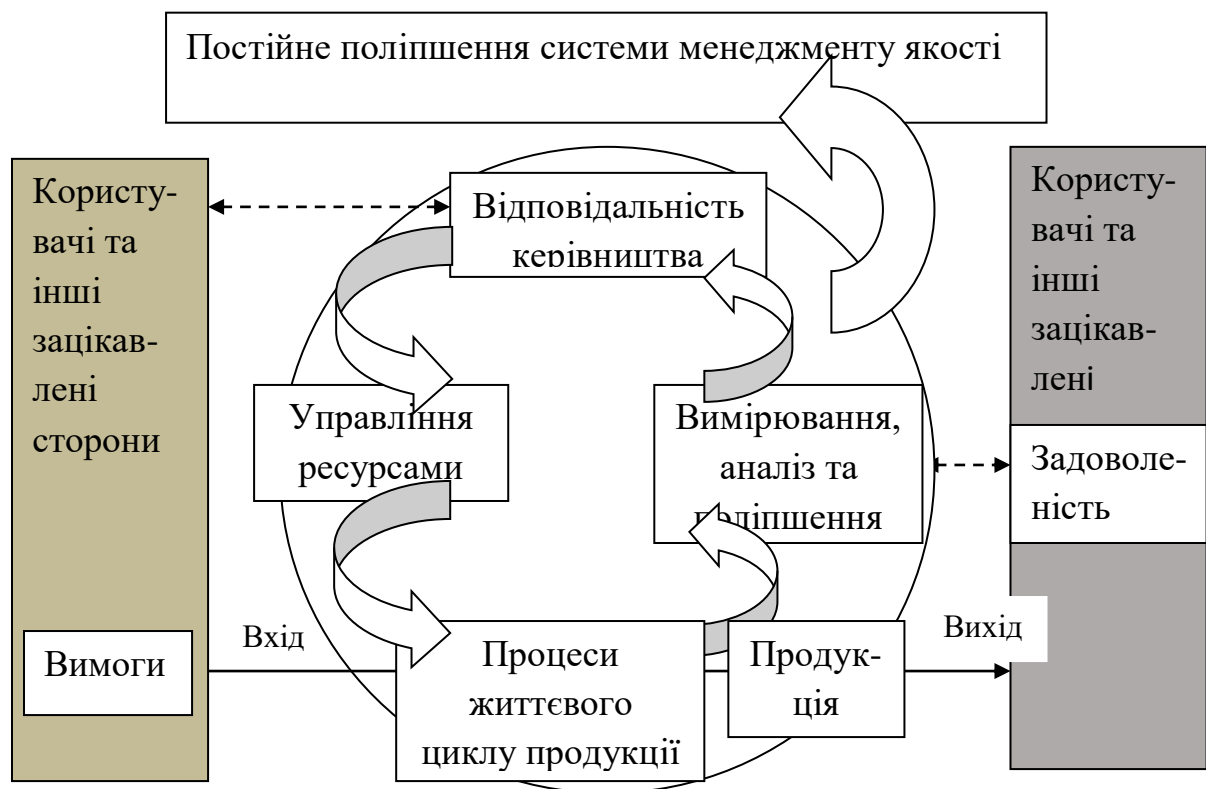 Постійне поліпшення системи менеджменту якості
Користу-
вачі та
інші
зацікав-
лені
сторони
Вимоги
Вхід
Відповідальність
керівництва
Управління
ресурсами
Вимірювання,
аналіз та
поліпшення
Процеси
життєвого
циклу продукції
Продук-
ція
Вихід
Користу-
вачі та
інші
зацікав-
лені
Задоволе-
ність